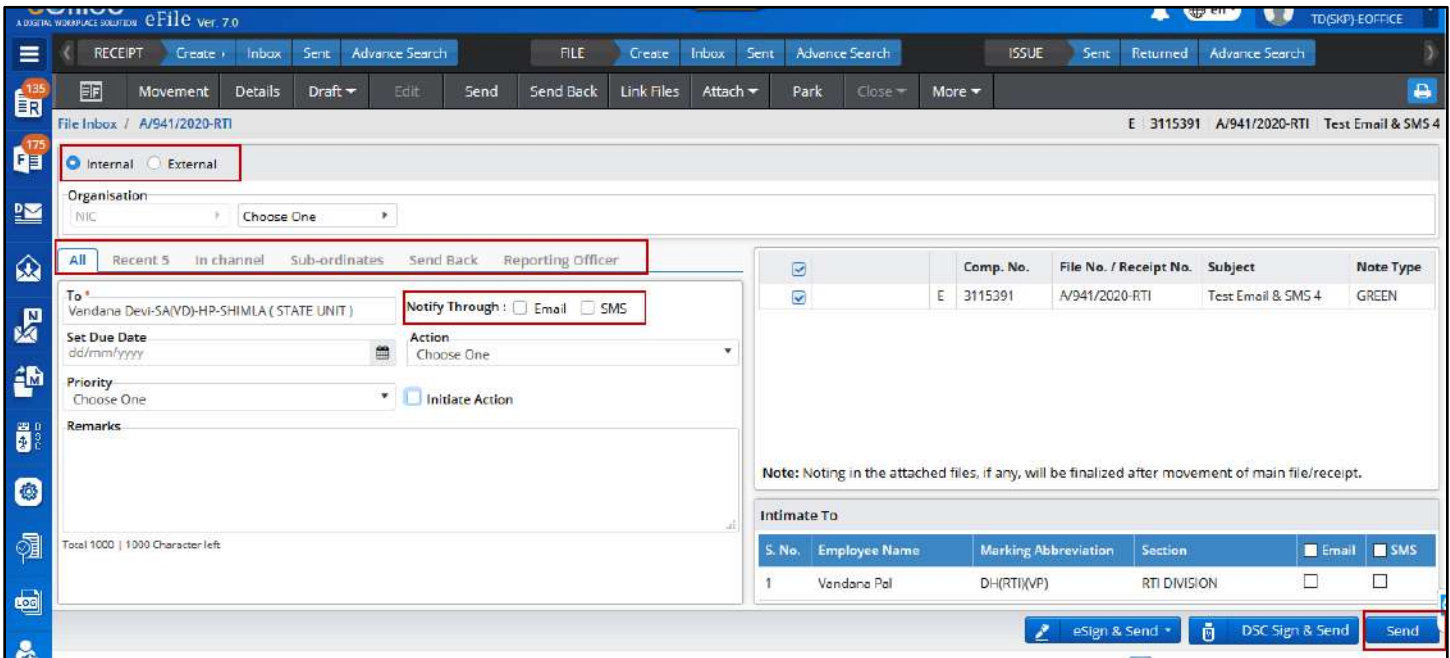 A DIGITAL WORKPLACE SOLUTION eFile Ver. 7.0
en
TD(SKP)-EOFFICE
RECEIPT Create Inbox Sent Advance Search FILE Create Inbox Sent Advance Search ISSUE Sent Returned Advance Search
135
R
Movement Details Draft Edit Send Send Back Link Files Attach Park Close More
File Inbox / A/941/2020-RTI
E 3115391 A/941/2020-RTI Test Email & SMS 4
175
F
Internal External
Organisation
NIC Choose One
D
All Recent 5 In channel Sub-ordinates Send Back Reporting Officer
Comp. No. File No. / Receipt No. Subject Note Type
E 3115391 A/941/2020-RTI Test Email & SMS 4 GREEN
To *
Vandana Devi-SA(VD)-HP-SHIMLA ( STATE UNIT )
Notify Through : Email SMS
N
Set Due Date
dd/mm/yyyy
Action
Choose One
M
Priority
Choose One
Initiate Action
D
Remarks
Note: Noting in the attached files, if any, will be finalized after movement of main file/receipt.
Intimate To
Total 1000 | 1000 Character left
S. No. Employee Name Marking Abbreviation Section Email SMS
1 Vandana Pal DH(RTI)(VP) RTI DIVISION
LOG
eSign & Send DSC Sign & Send Send